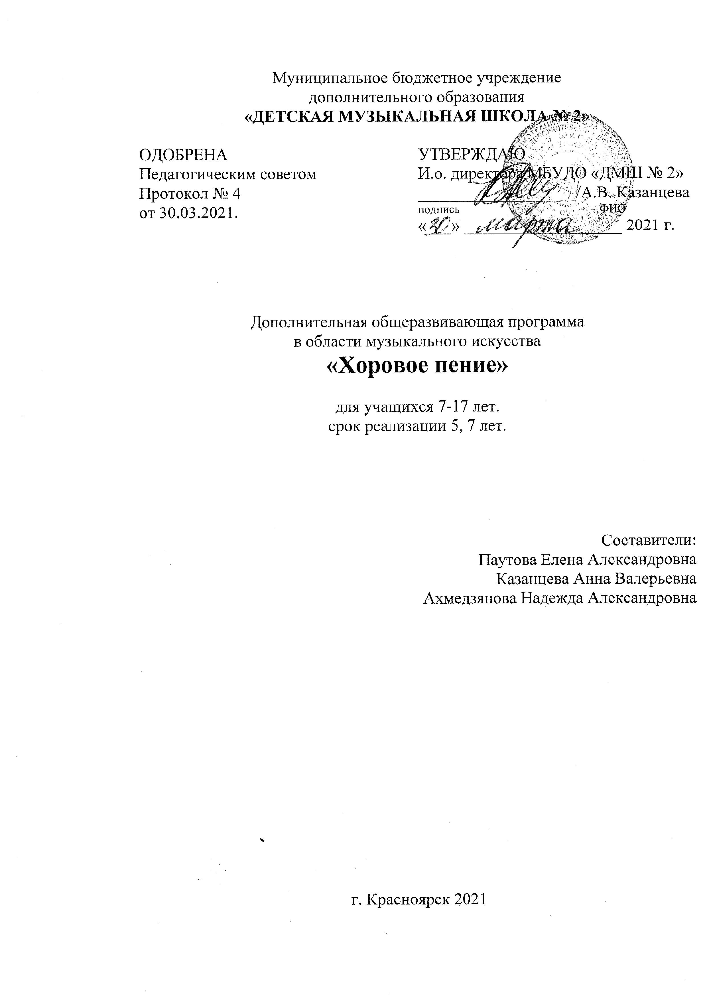 Муниципальное бюджетное учреждение
дополнительного образования
«ДЕТСКАЯ МУЗЫКАЛЬНАЯ ШКОЛА № 2»
ОДОБРЕНА
Педагогическим советом
Протокол № 4
от 30.03.2021.
УТВЕРЖДАЮ
И.о. директора МБУДО «ДМШ № 2»
/А.В. Казанцева
подпись ФИО
«30» марта 2021 г.
Дополнительная общеразвивающая программа
в области музыкального искусства
«Хоровое пение»
для учащихся 7-17 лет.
срок реализации 5, 7 лет.
Составители:
Паутова Елена Александровна
Казанцева Анна Валерьевна
Ахмедзянова Надежда Александровна
г. Красноярск 2021